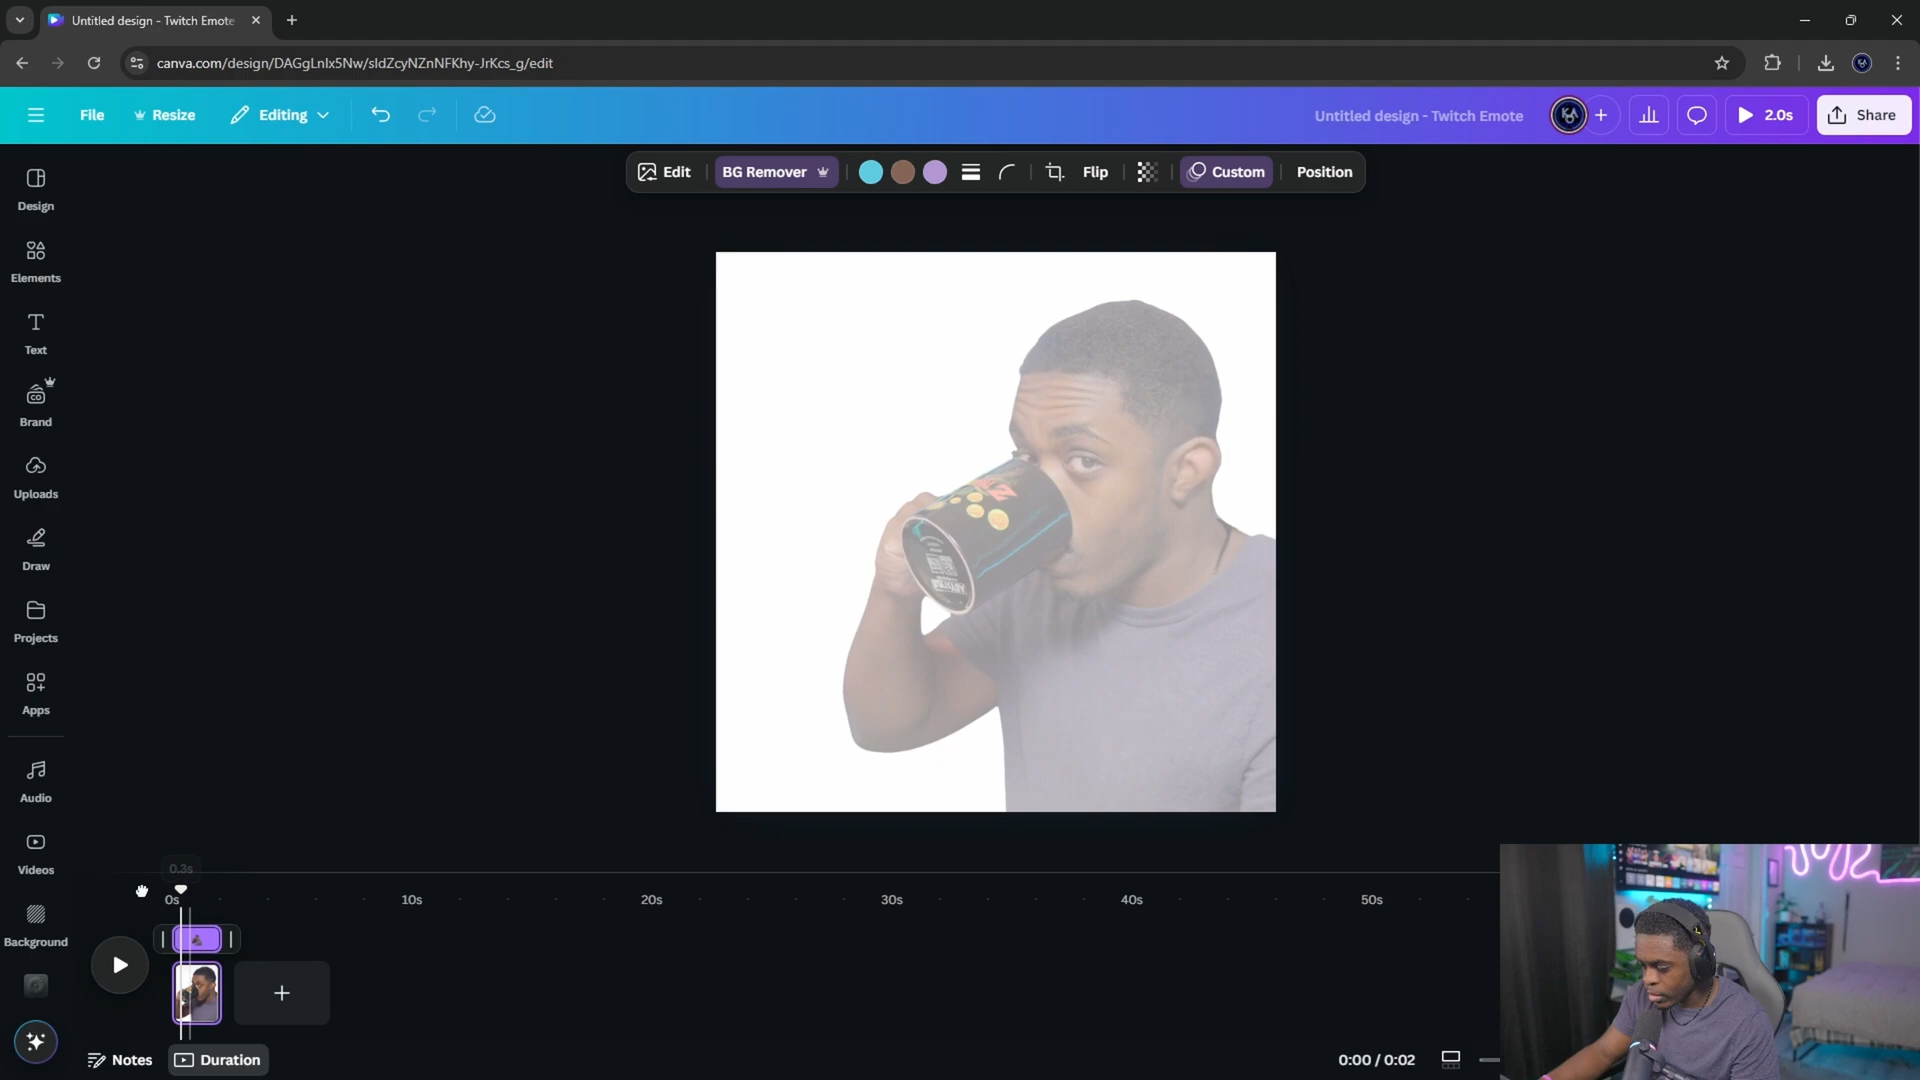 Untitled design - Twitch Emote
canva.com/design/DAGgLnIx5Nw/sldZcyNZnNFKhy-JrKcs_g/edit
File
Resize
Editing
Untitled design - Twitch Emote
2.0s
Share
Edit
BG Remover
Flip
Custom
Position
Design
Elements
Text
Brand
Uploads
Draw
Projects
Apps
Audio
Videos
Background
0.3s
0s
10s
20s
30s
40s
50s
Notes
Duration
0:00 / 0:02